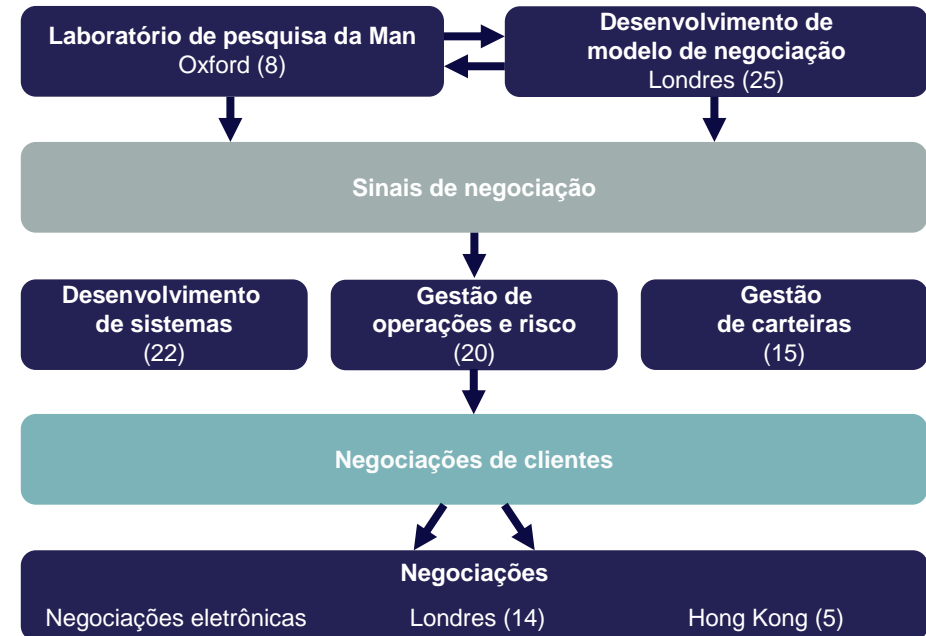 Laboratório de pesquisa da Man
Oxford (8)
Desenvolvimento de
modelo de negociação
Londres (25)
Sinais de negociação
Desenvolvimento
de sistemas
(22)
Gestão de
operações e risco
(20)
Gestão
de carteiras
(15)
Negociações de clientes
Negociações
Negociações eletrônicas
Londres (14)
Hong Kong (5)